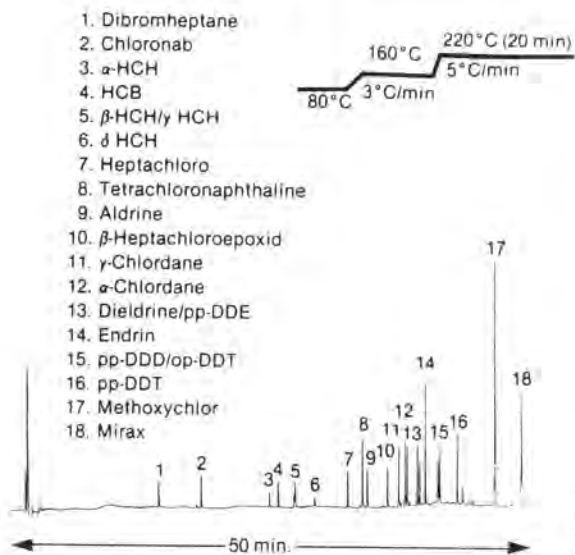 1. Dibromheptane
2. Chloronab
3. α-HCH
4. HCB
5. β-HCH/γ HCH
6. δ HCH
7. Heptachloro
8. Tetrachloronaphthaline
9. Aldrine
10. β-Heptachloroepoxid
11. γ-Chlordane
12. α-Chlordane
13. Dieldrine/pp-DDE
14. Endrin
15. pp-DDD/op-DDT
16. pp-DDT
17. Methoxychlor
18. Mirax
220°C (20 min)
160°C
5°C/min
80°C
3°C/min
17
14
18
12
8
11
13
15
16
1
2
3
4
5
6
7
9
10
50 min.